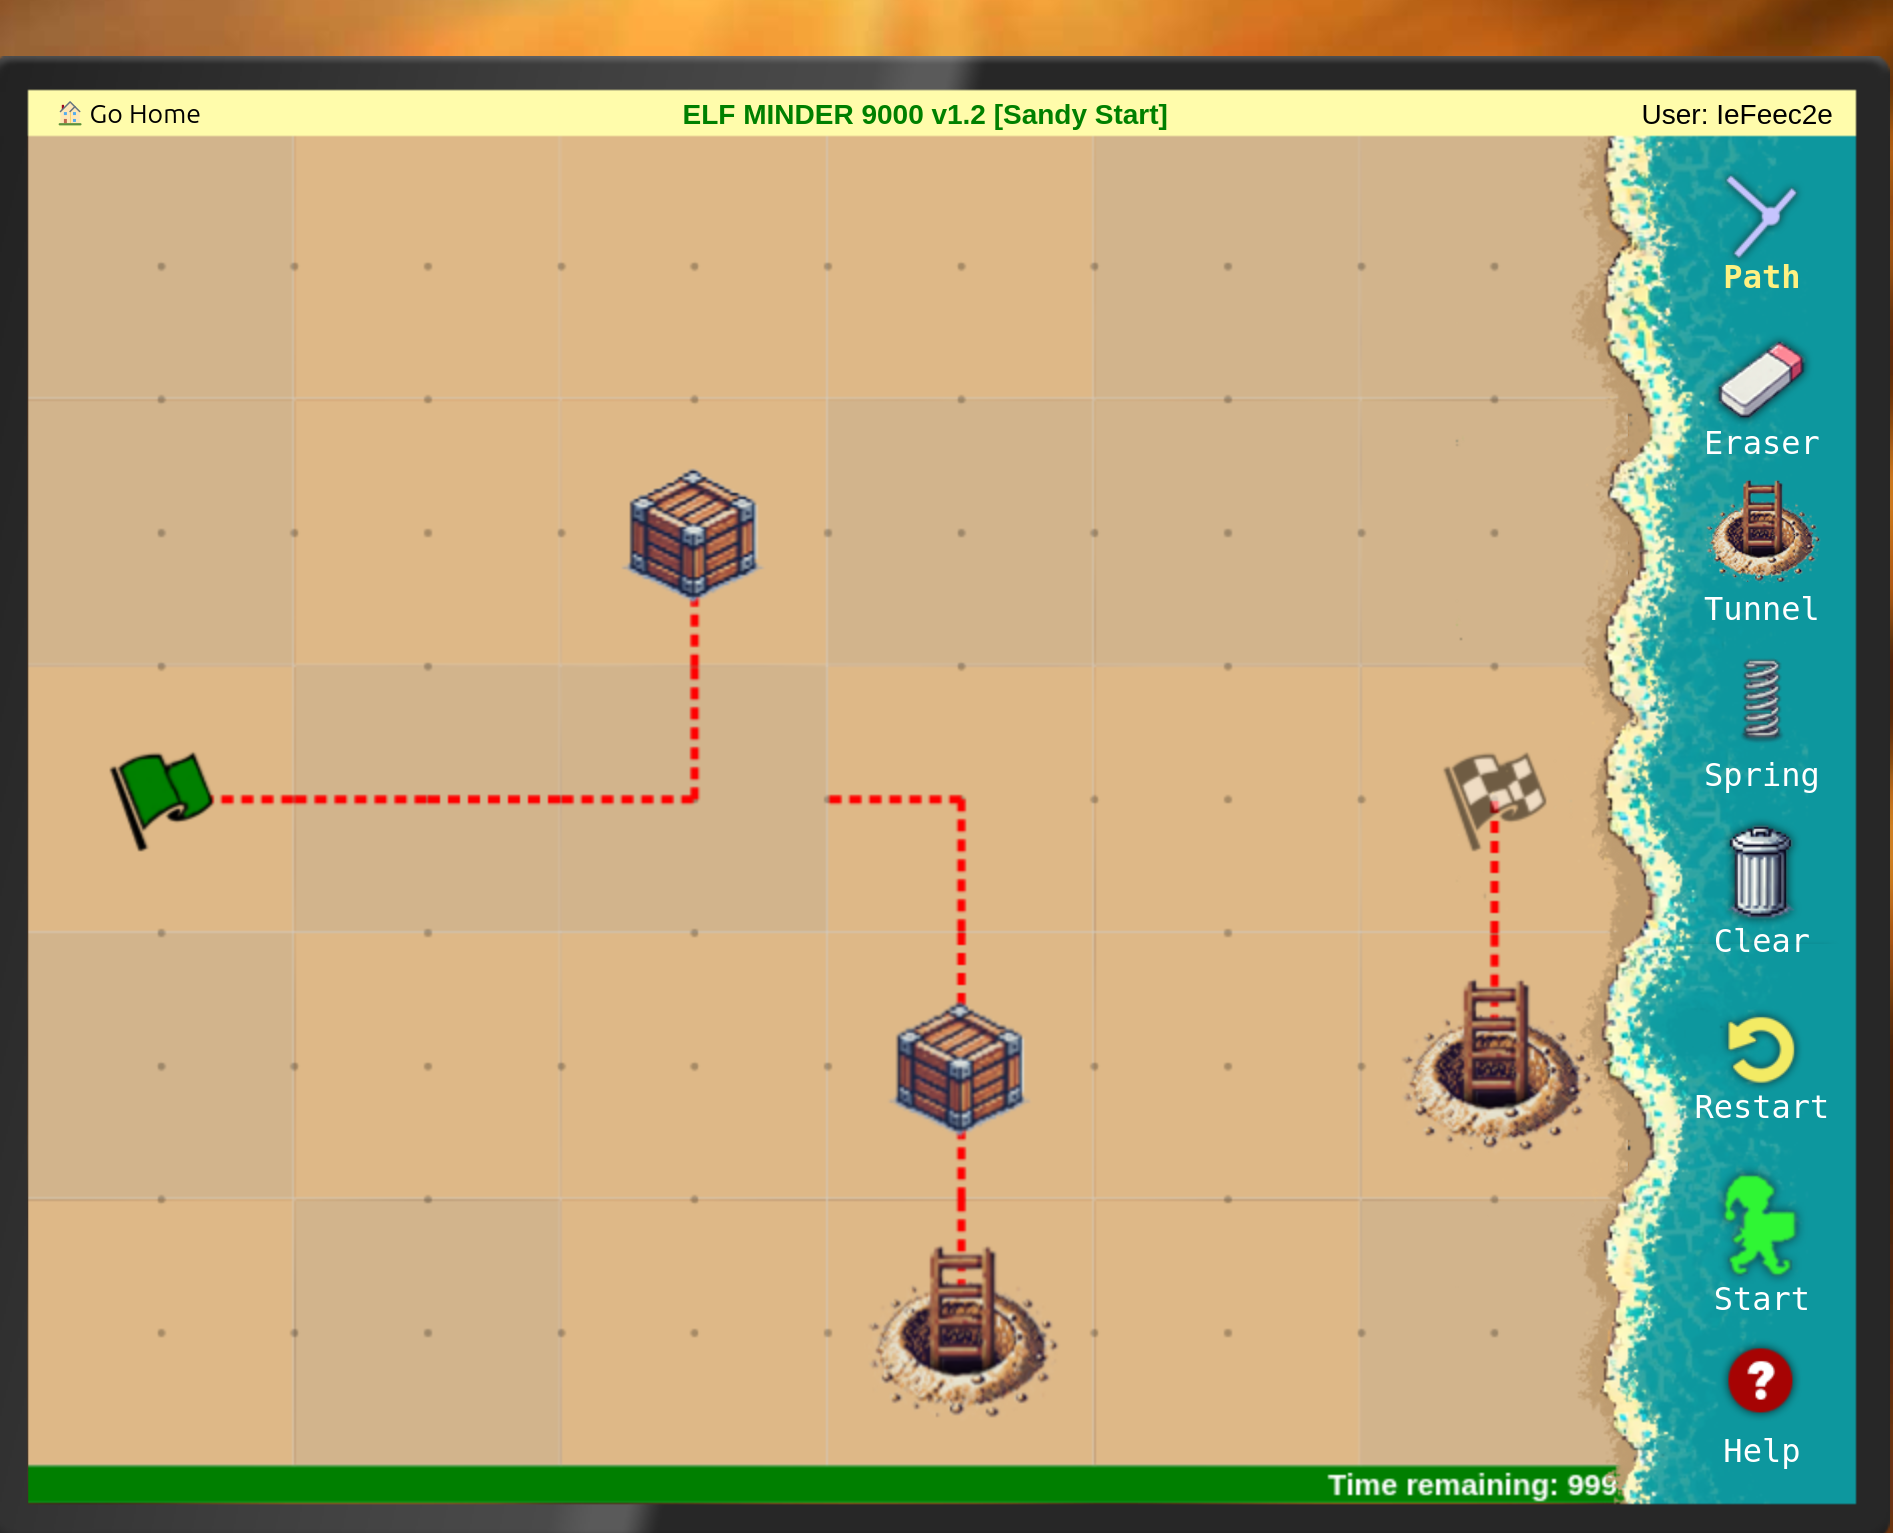 Go Home
ELF MINDER 9000 v1.2 [Sandy Start]
User: IeFeec2e
Path
Eraser
Tunnel
Spring
Clear
Restart
Start
?
Help
Time remaining: 999